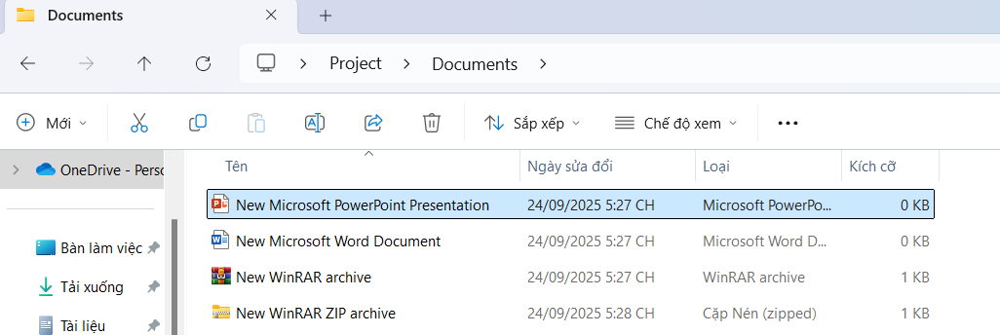 Documents
Project Documents
Mới Sắp xếp Chế độ xem
OneDrive - Perso
Tên Ngày sửa đổi Loại Kích cỡ
New Microsoft PowerPoint Presentation 24/09/2025 5:27 CH Microsoft PowerPo... 0 KB
New Microsoft Word Document 24/09/2025 5:27 CH Microsoft Word D... 0 KB
Bàn làm việc
New WinRAR archive 24/09/2025 5:27 CH WinRAR archive 1 KB
Tải xuống
New WinRAR ZIP archive 24/09/2025 5:28 CH Cặp Nén (zipped) 1 KB
Tài liệu